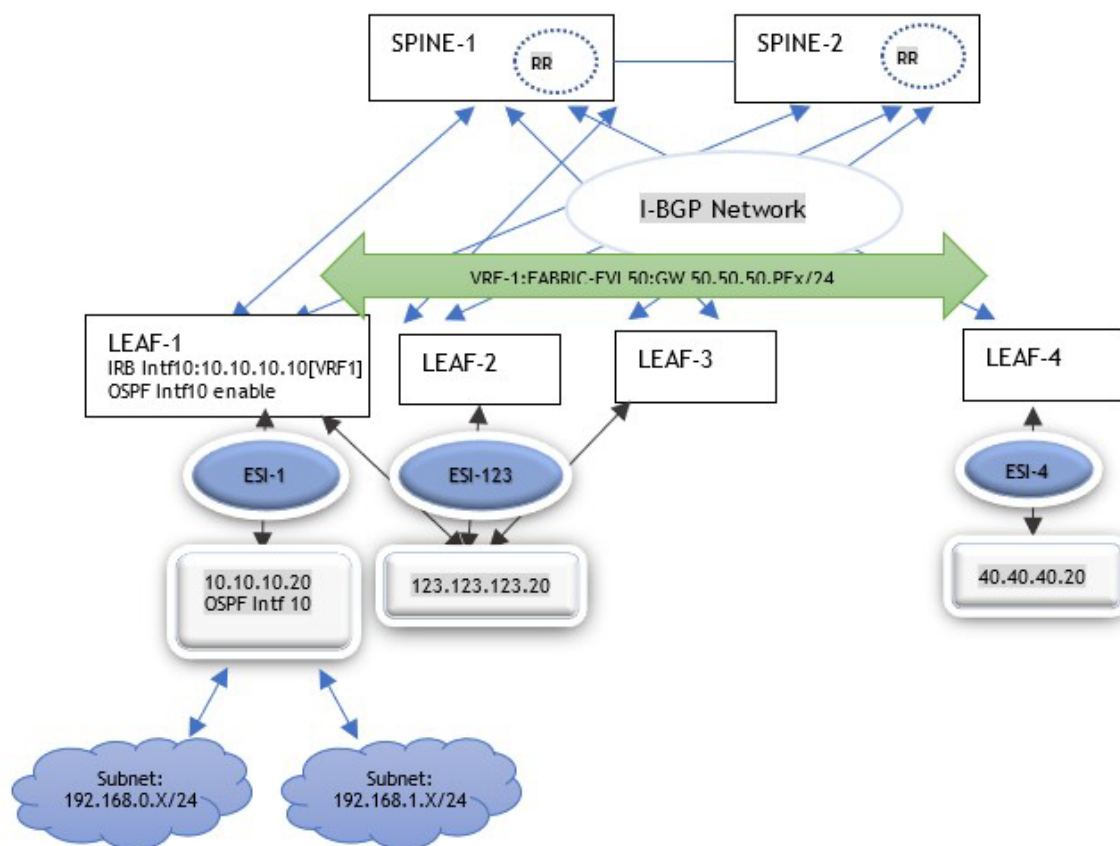 SPINE-1
RR
SPINE-2
RR
I-BGP Network
VRF-1:FABRIC-EVI 50:GW 50.50.50.PEx/24
LEAF-1
IRB Intf10:10.10.10.10[VRF1]
OSPF Intf10 enable
LEAF-2
LEAF-3
LEAF-4
ESI-1
ESI-123
ESI-4
10.10.10.20
OSPF Intf 10
123.123.123.20
40.40.40.20
Subnet:
192.168.0.X/24
Subnet:
192.168.1.X/24